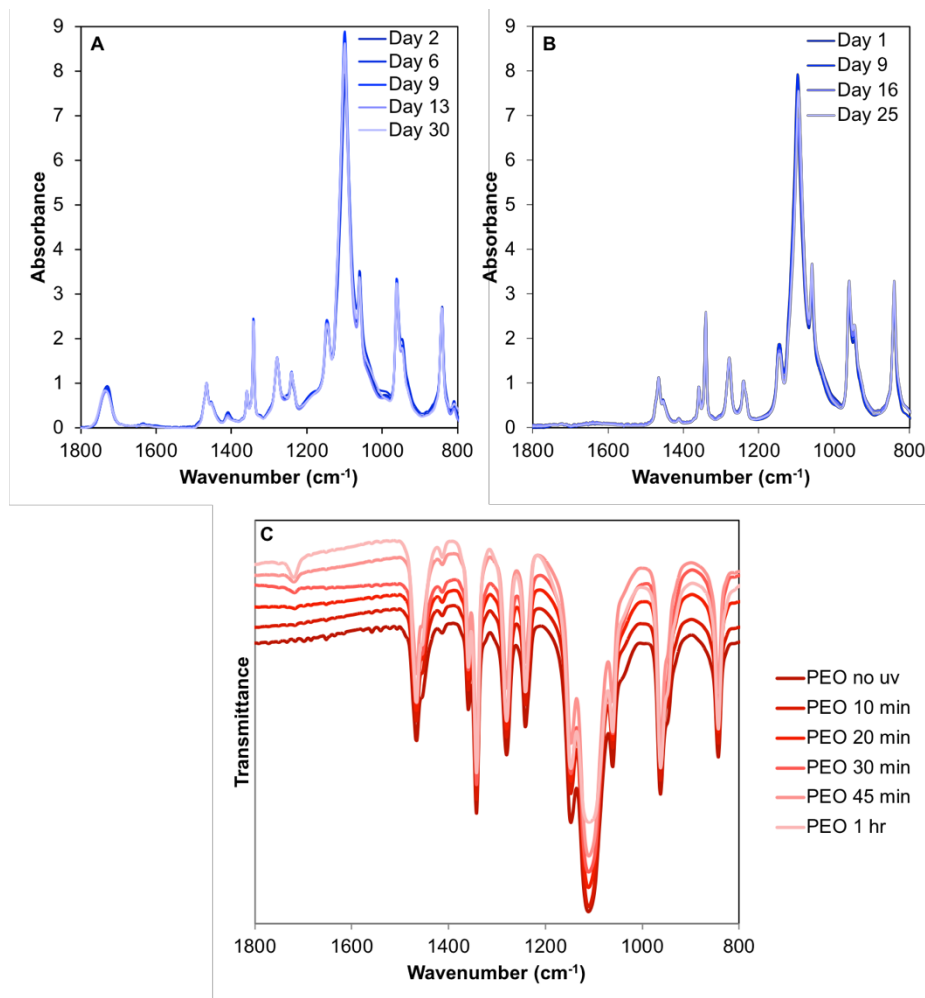 A
Day 2
Day 6
Day 9
Day 13
Day 30
9
8
7
6
5
4
3
2
1
0
Absorbance
1800 1600 1400 1200 1000 800
Wavenumber (cm⁻¹)
B
Day 1
Day 9
Day 16
Day 25
9
8
7
6
5
4
3
2
1
0
Absorbance
1800 1600 1400 1200 1000 800
Wavenumber (cm⁻¹)
C
Transmittance
PEO no uv
PEO 10 min
PEO 20 min
PEO 30 min
PEO 45 min
PEO 1 hr
1800 1600 1400 1200 1000 800
Wavenumber (cm⁻¹)